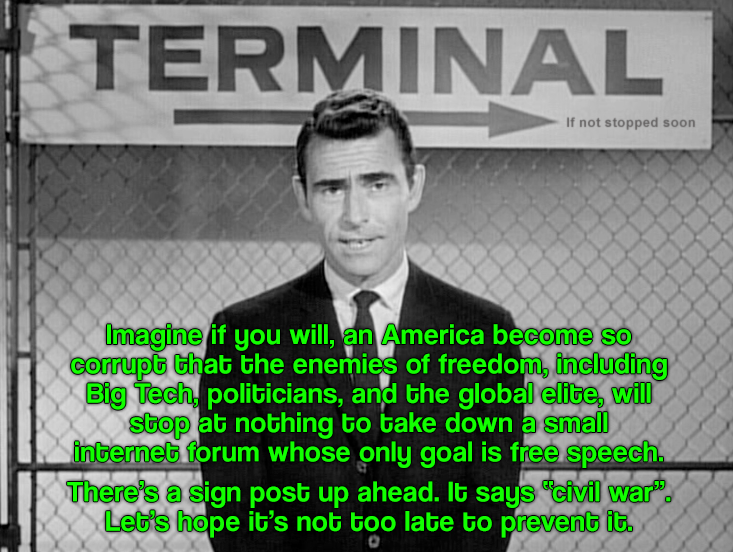 TERMINAL
If not stopped soon
Imagine if you will, an America become so
corrupt that the enemies of freedom, including
Big Tech, politicians, and the global elite, will
stop at nothing to take down a small
internet forum whose only goal is free speech.
There's a sign post up ahead. It says "civil war".
Let's hope it's not too late to prevent it.